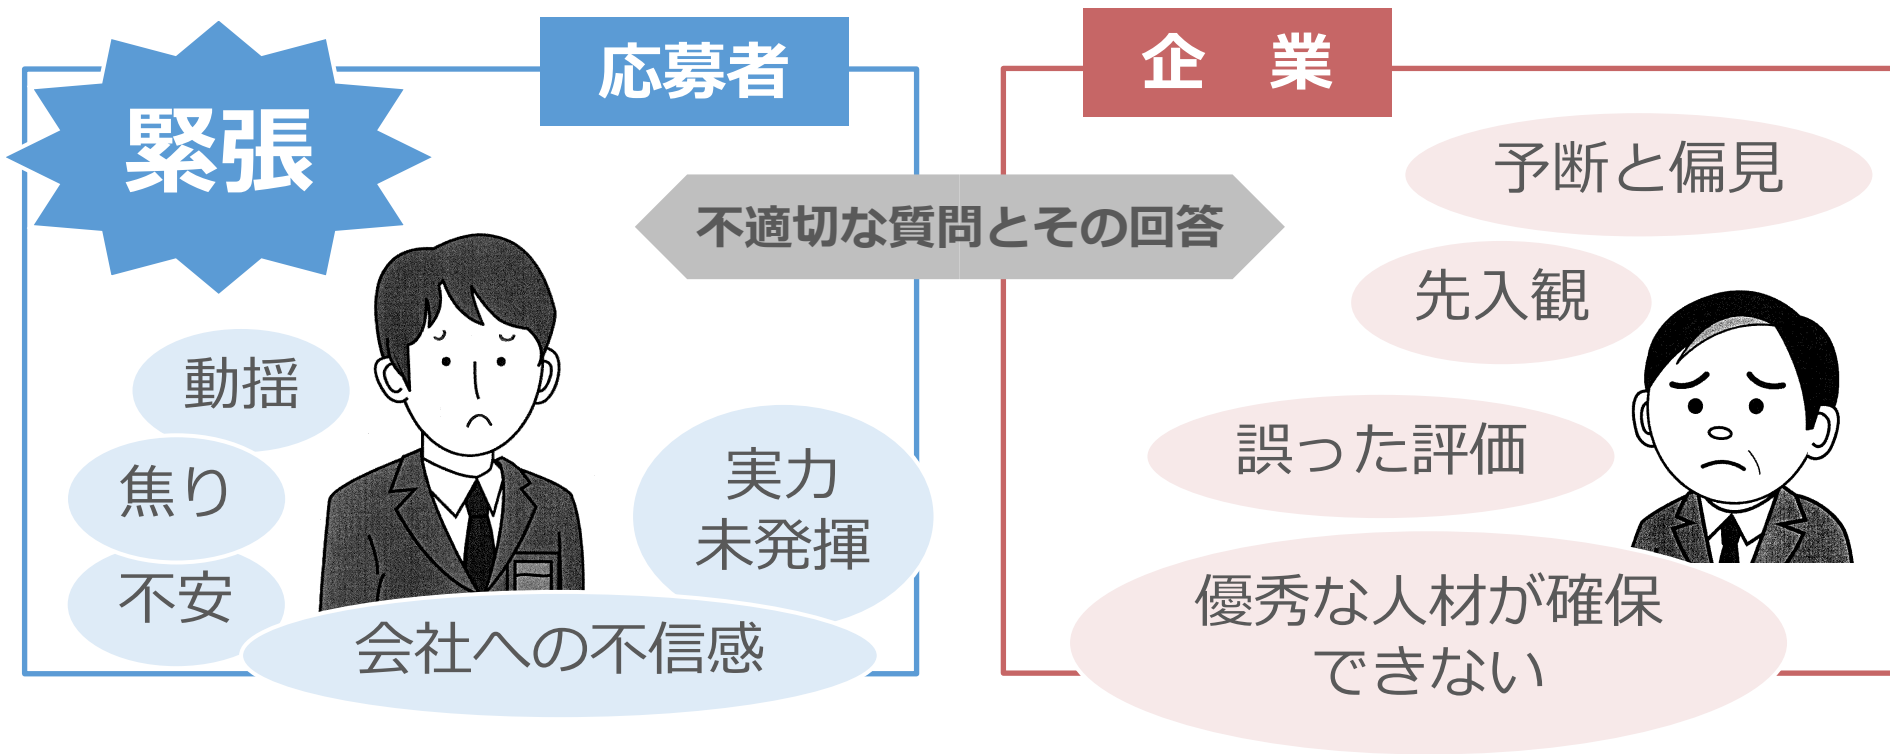 応募者
緊張
不適切な質問とその回答
動揺
焦り
不安
実力
未発揮
会社への不信感
企　業
予断と偏見
先入観
誤った評価
優秀な人材が確保
できない